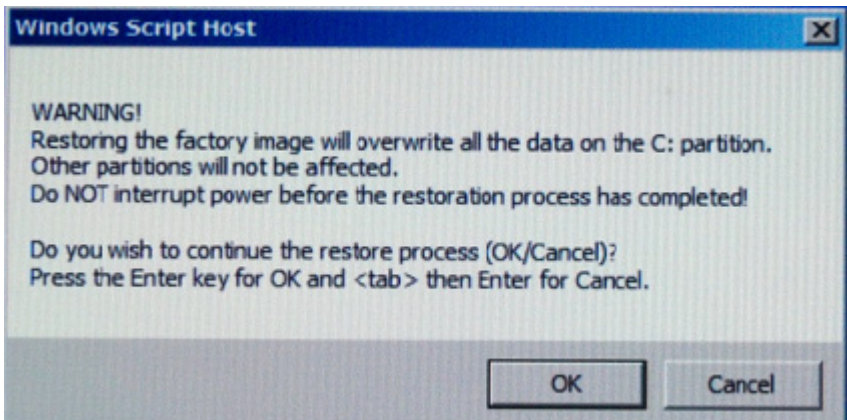 Windows Script Host
WARNING!
Restoring the factory image will overwrite all the data on the C: partition.
Other partitions will not be affected.
Do NOT interrupt power before the restoration process has completed!
Do you wish to continue the restore process (OK/Cancel)?
Press the Enter key for OK and <tab> then Enter for Cancel.
OK
Cancel